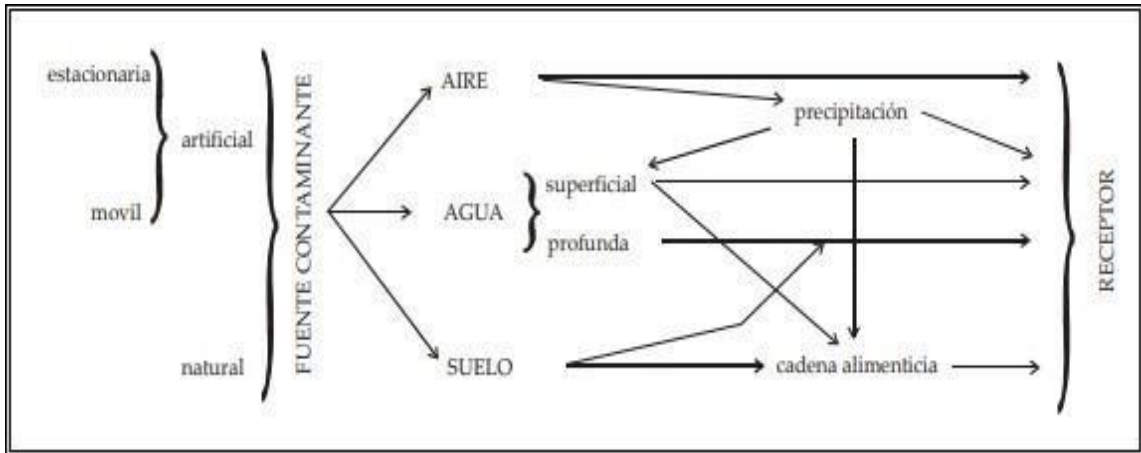 estacionaria
artificial
movil
natural
FUENTE CONTAMINANTE
AIRE
AGUA
SUELO
superficial
profunda
precipitación
cadena alimenticia
RECEPTOR